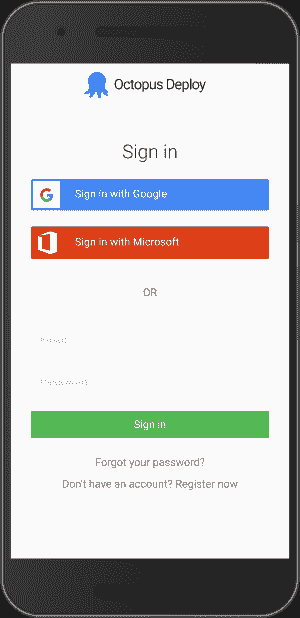 Octopus Deploy
Sign in
Sign in with Google
Sign in with Microsoft
OR
Password
Sign in
Forgot your password?
Don't have an account? Register now